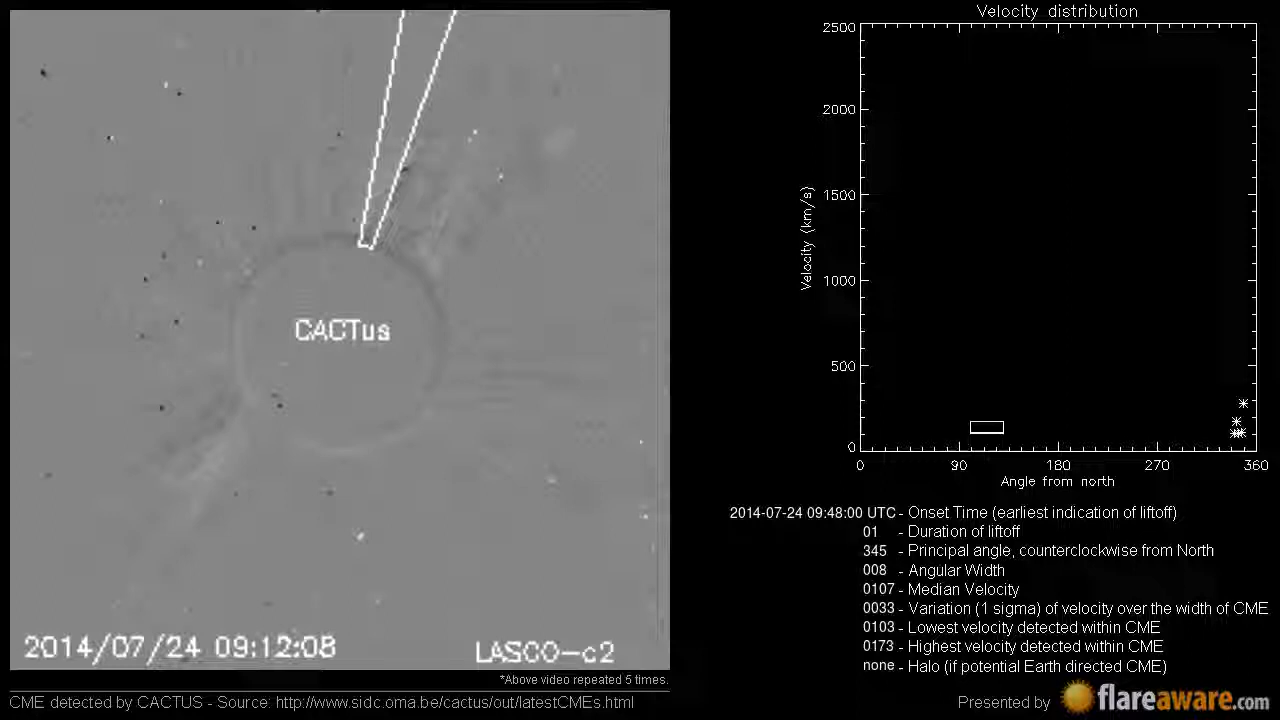 Velocity distribution
2500
2000
1500
1000
500
0
Velocity (km/s)
0 90 180 270 360
Angle from north
CACTus
2014/07/24 09:12:08 LASCO-c2
*Above video repeated 5 times.
CME detected by CACTUS - Source: http://www.sidc.oma.be/cactus/out/latestCMEs.html
2014-07-24 09:48:00 UTC - Onset Time (earliest indication of liftoff)
01 - Duration of liftoff
345 - Principal angle, counterclockwise from North
008 - Angular Width
0107 - Median Velocity
0033 - Variation (1 sigma) of velocity over the width of CME
0103 - Lowest velocity detected within CME
0173 - Highest velocity detected within CME
none - Halo (if potential Earth directed CME)
Presented by flareaware.com